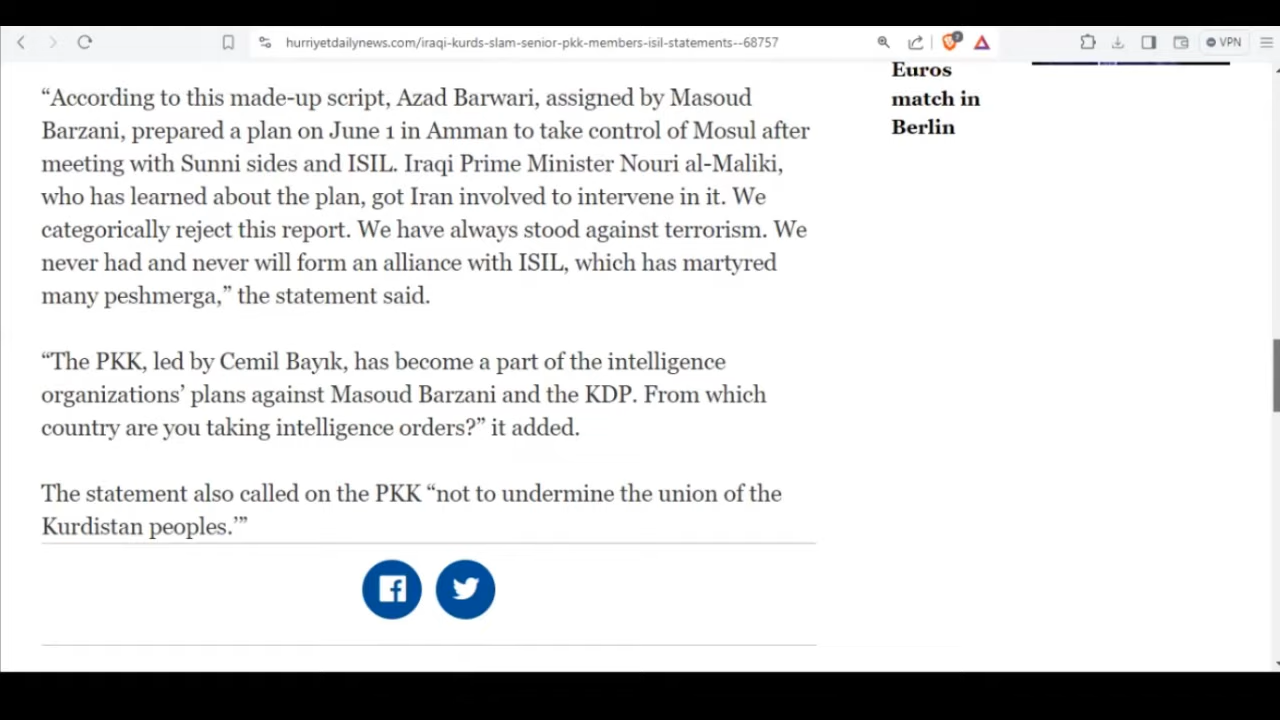 hurriyetdailynews.com/iraqi-kurds-slam-senior-pkk-members-isil-statements--68757
VPN
Euros
match in
Berlin
“According to this made-up script, Azad Barwari, assigned by Masoud
Barzani, prepared a plan on June 1 in Amman to take control of Mosul after
meeting with Sunni sides and ISIL. Iraqi Prime Minister Nouri al-Maliki,
who has learned about the plan, got Iran involved to intervene in it. We
categorically reject this report. We have always stood against terrorism. We
never had and never will form an alliance with ISIL, which has martyred
many peshmerga,” the statement said.
“The PKK, led by Cemil Bayık, has become a part of the intelligence
organizations’ plans against Masoud Barzani and the KDP. From which
country are you taking intelligence orders?” it added.
The statement also called on the PKK “not to undermine the union of the
Kurdistan peoples.’”